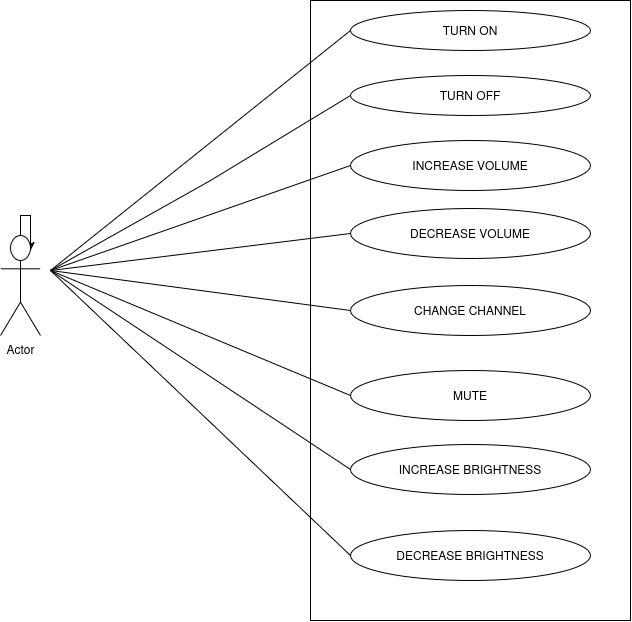 TURN ON
TURN OFF
INCREASE VOLUME
DECREASE VOLUME
CHANGE CHANNEL
Actor
MUTE
INCREASE BRIGHTNESS
DECREASE BRIGHTNESS